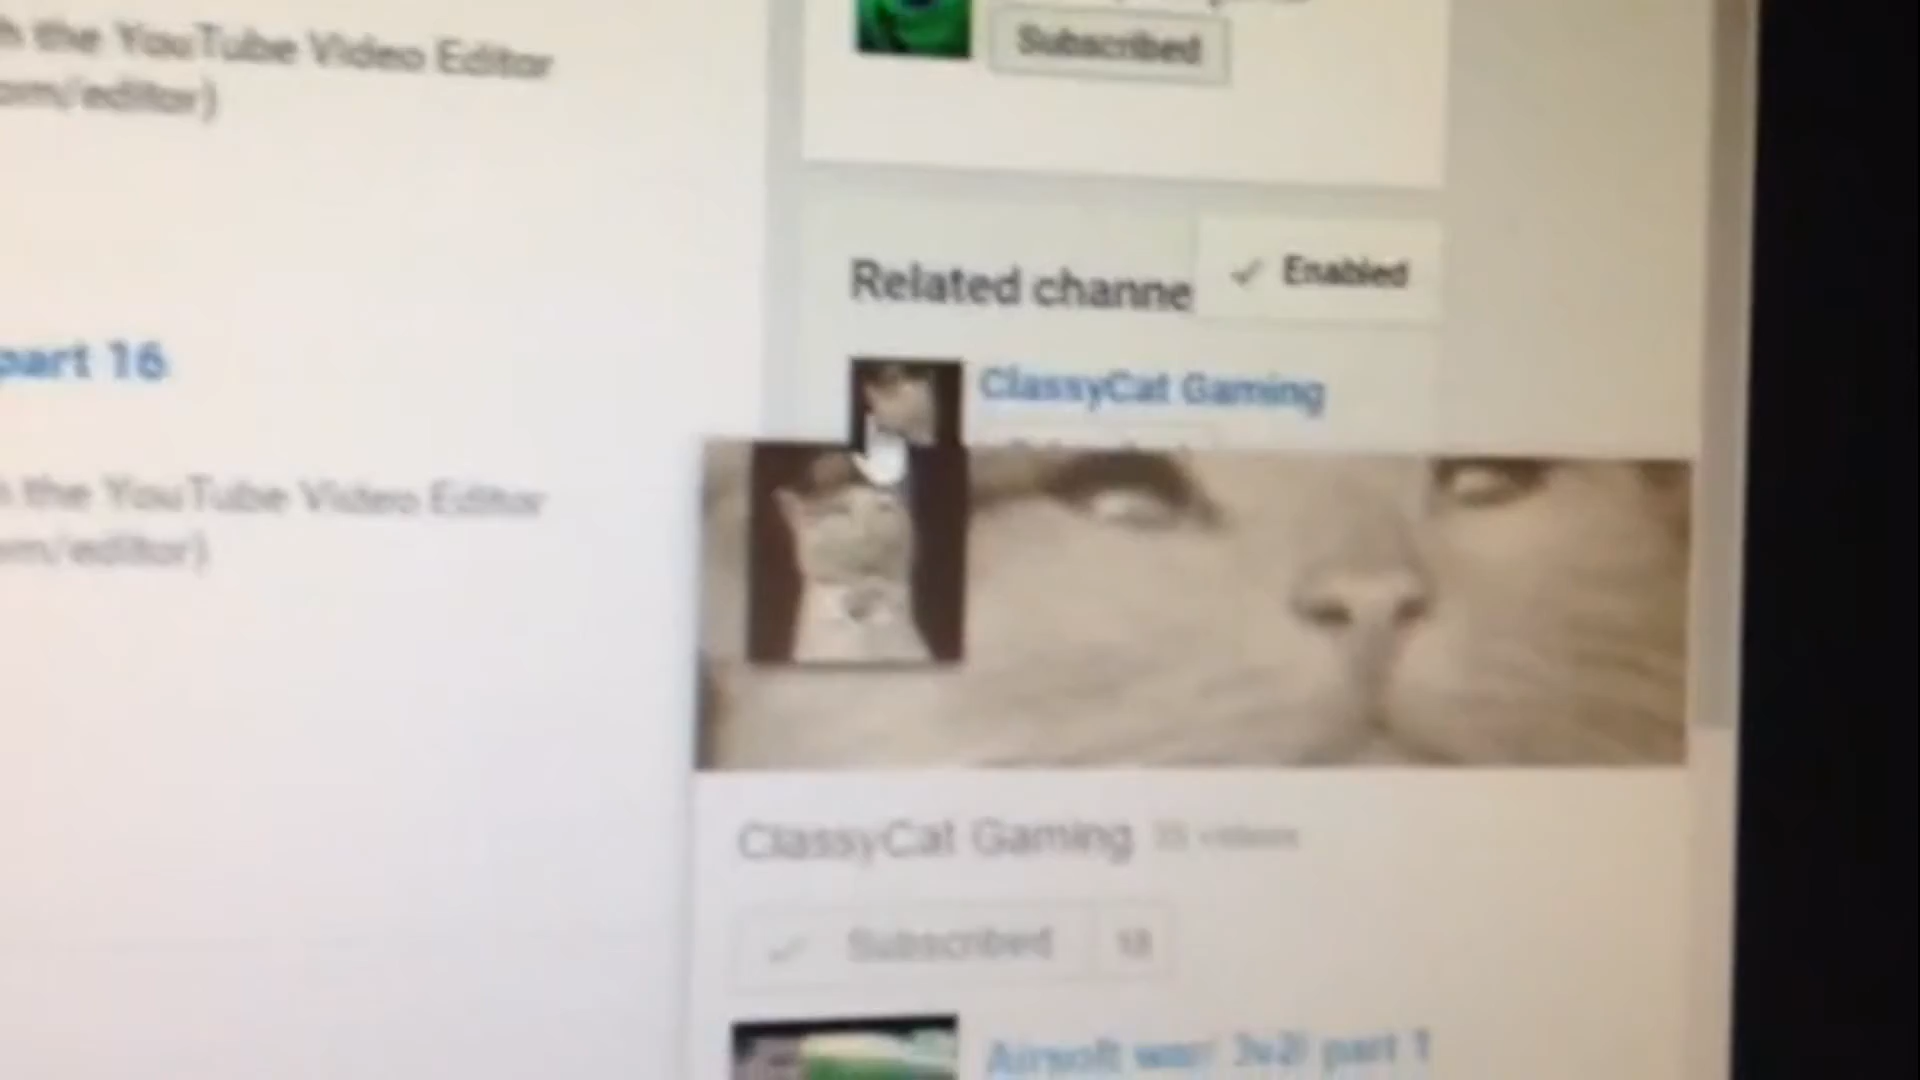 the YouTube Video Editor
om/editor)
part 16
the YouTube Video Editor
om/editor)
Subscribed
Related channe
✓ Enabled
ClassyCat Gaming
ClassyCat Gaming
✓ Subscribed
Airsoft war part 1